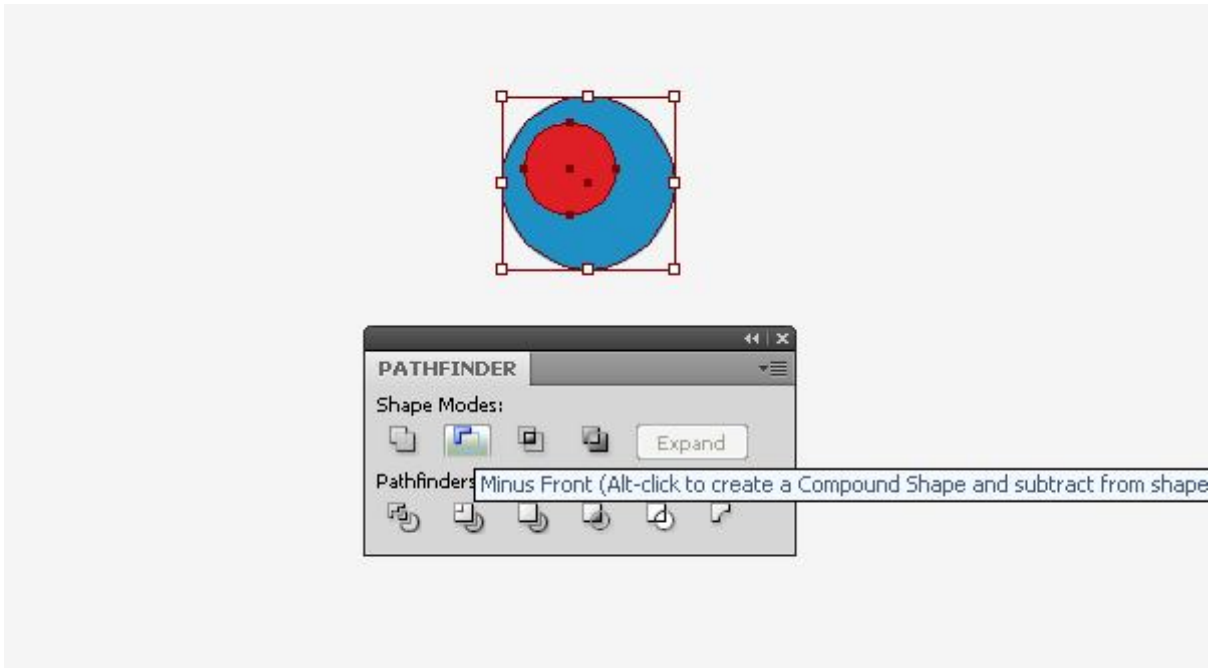 PATHFINDER
Shape Modes:
Expand
Pathfinders
Minus Front (Alt-click to create a Compound Shape and subtract from shape